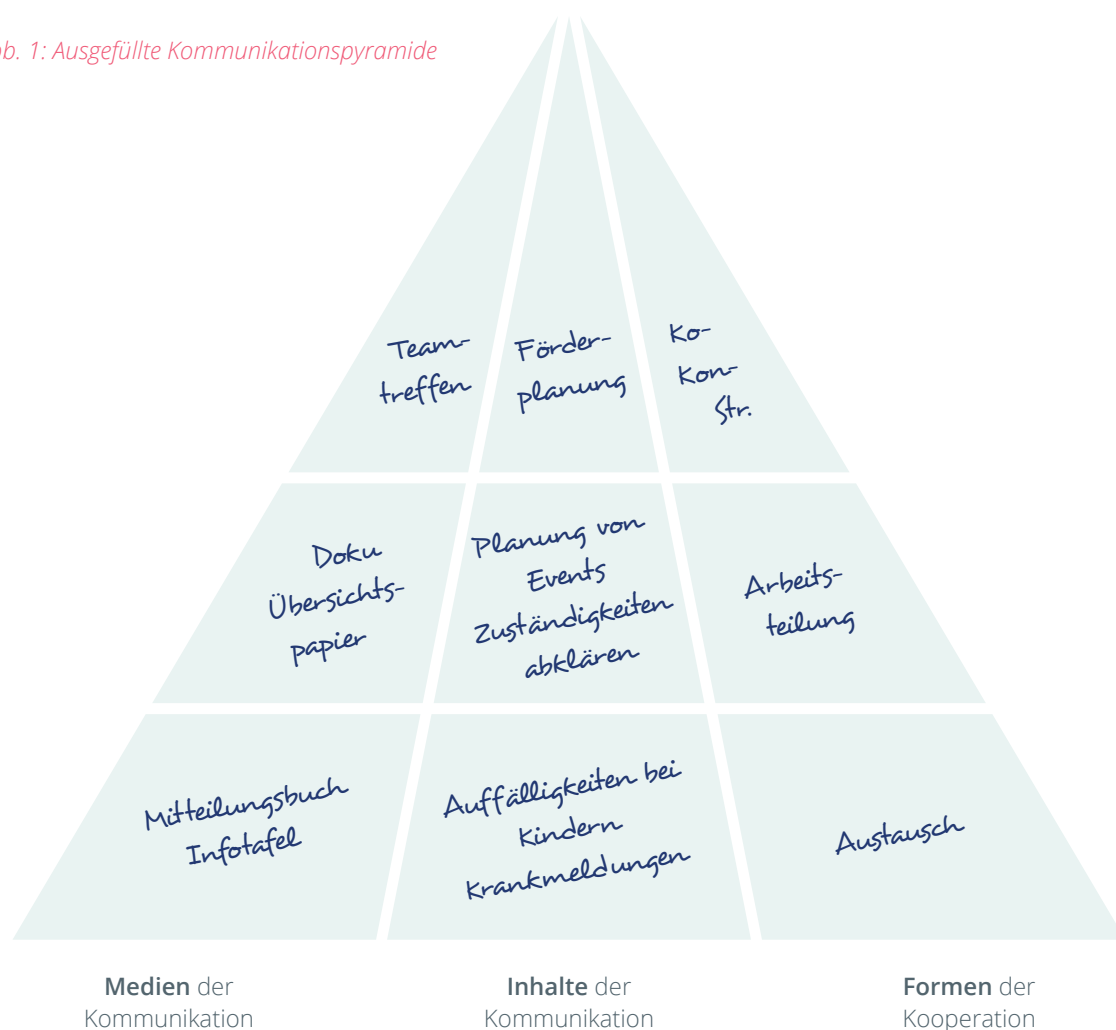 b. 1: Ausgefüllte Kommunikationspyramide
Team-
treffen
Förder-
planung
Ko-
Kon-
Str.
Doku
Übersichts-
papier
Planung von
Events
Zuständigkeiten
abklären
Arbeits-
teilung
Mitteilungsbuch
Infotafel
Auffälligkeiten bei
Kindern
Krankmeldungen
Austausch
Medien der
Kommunikation
Inhalte der
Kommunikation
Formen der
Kooperation